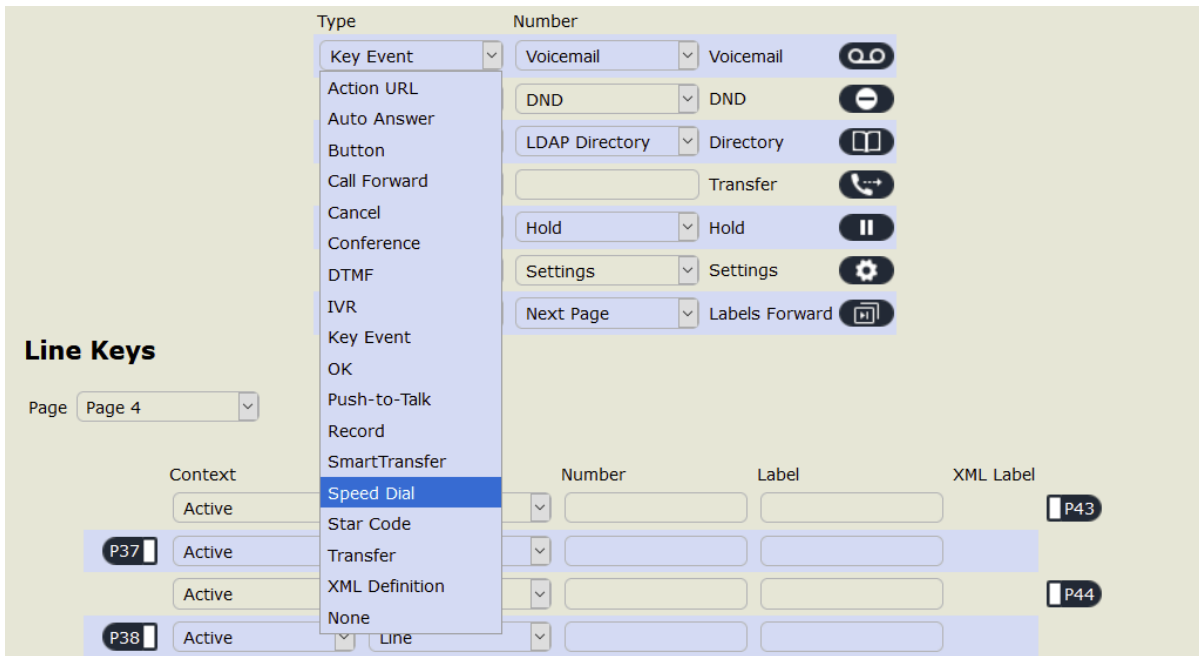 Type Number
Key Event Voicemail Voicemail
Action URL
DND DND
Auto Answer
Button LDAP Directory Directory
Call Forward Transfer
Cancel
Hold Hold
Conference
DTMF Settings Settings
IVR Next Page Labels Forward
Key Event
Line Keys
OK
Push-to-Talk
Page Page 4
Record
SmartTransfer
Context Number Label XML Label
Speed Dial
Active P43
Star Code
P37 Active
Transfer
XML Definition
Active P44
None
P38 Active Line